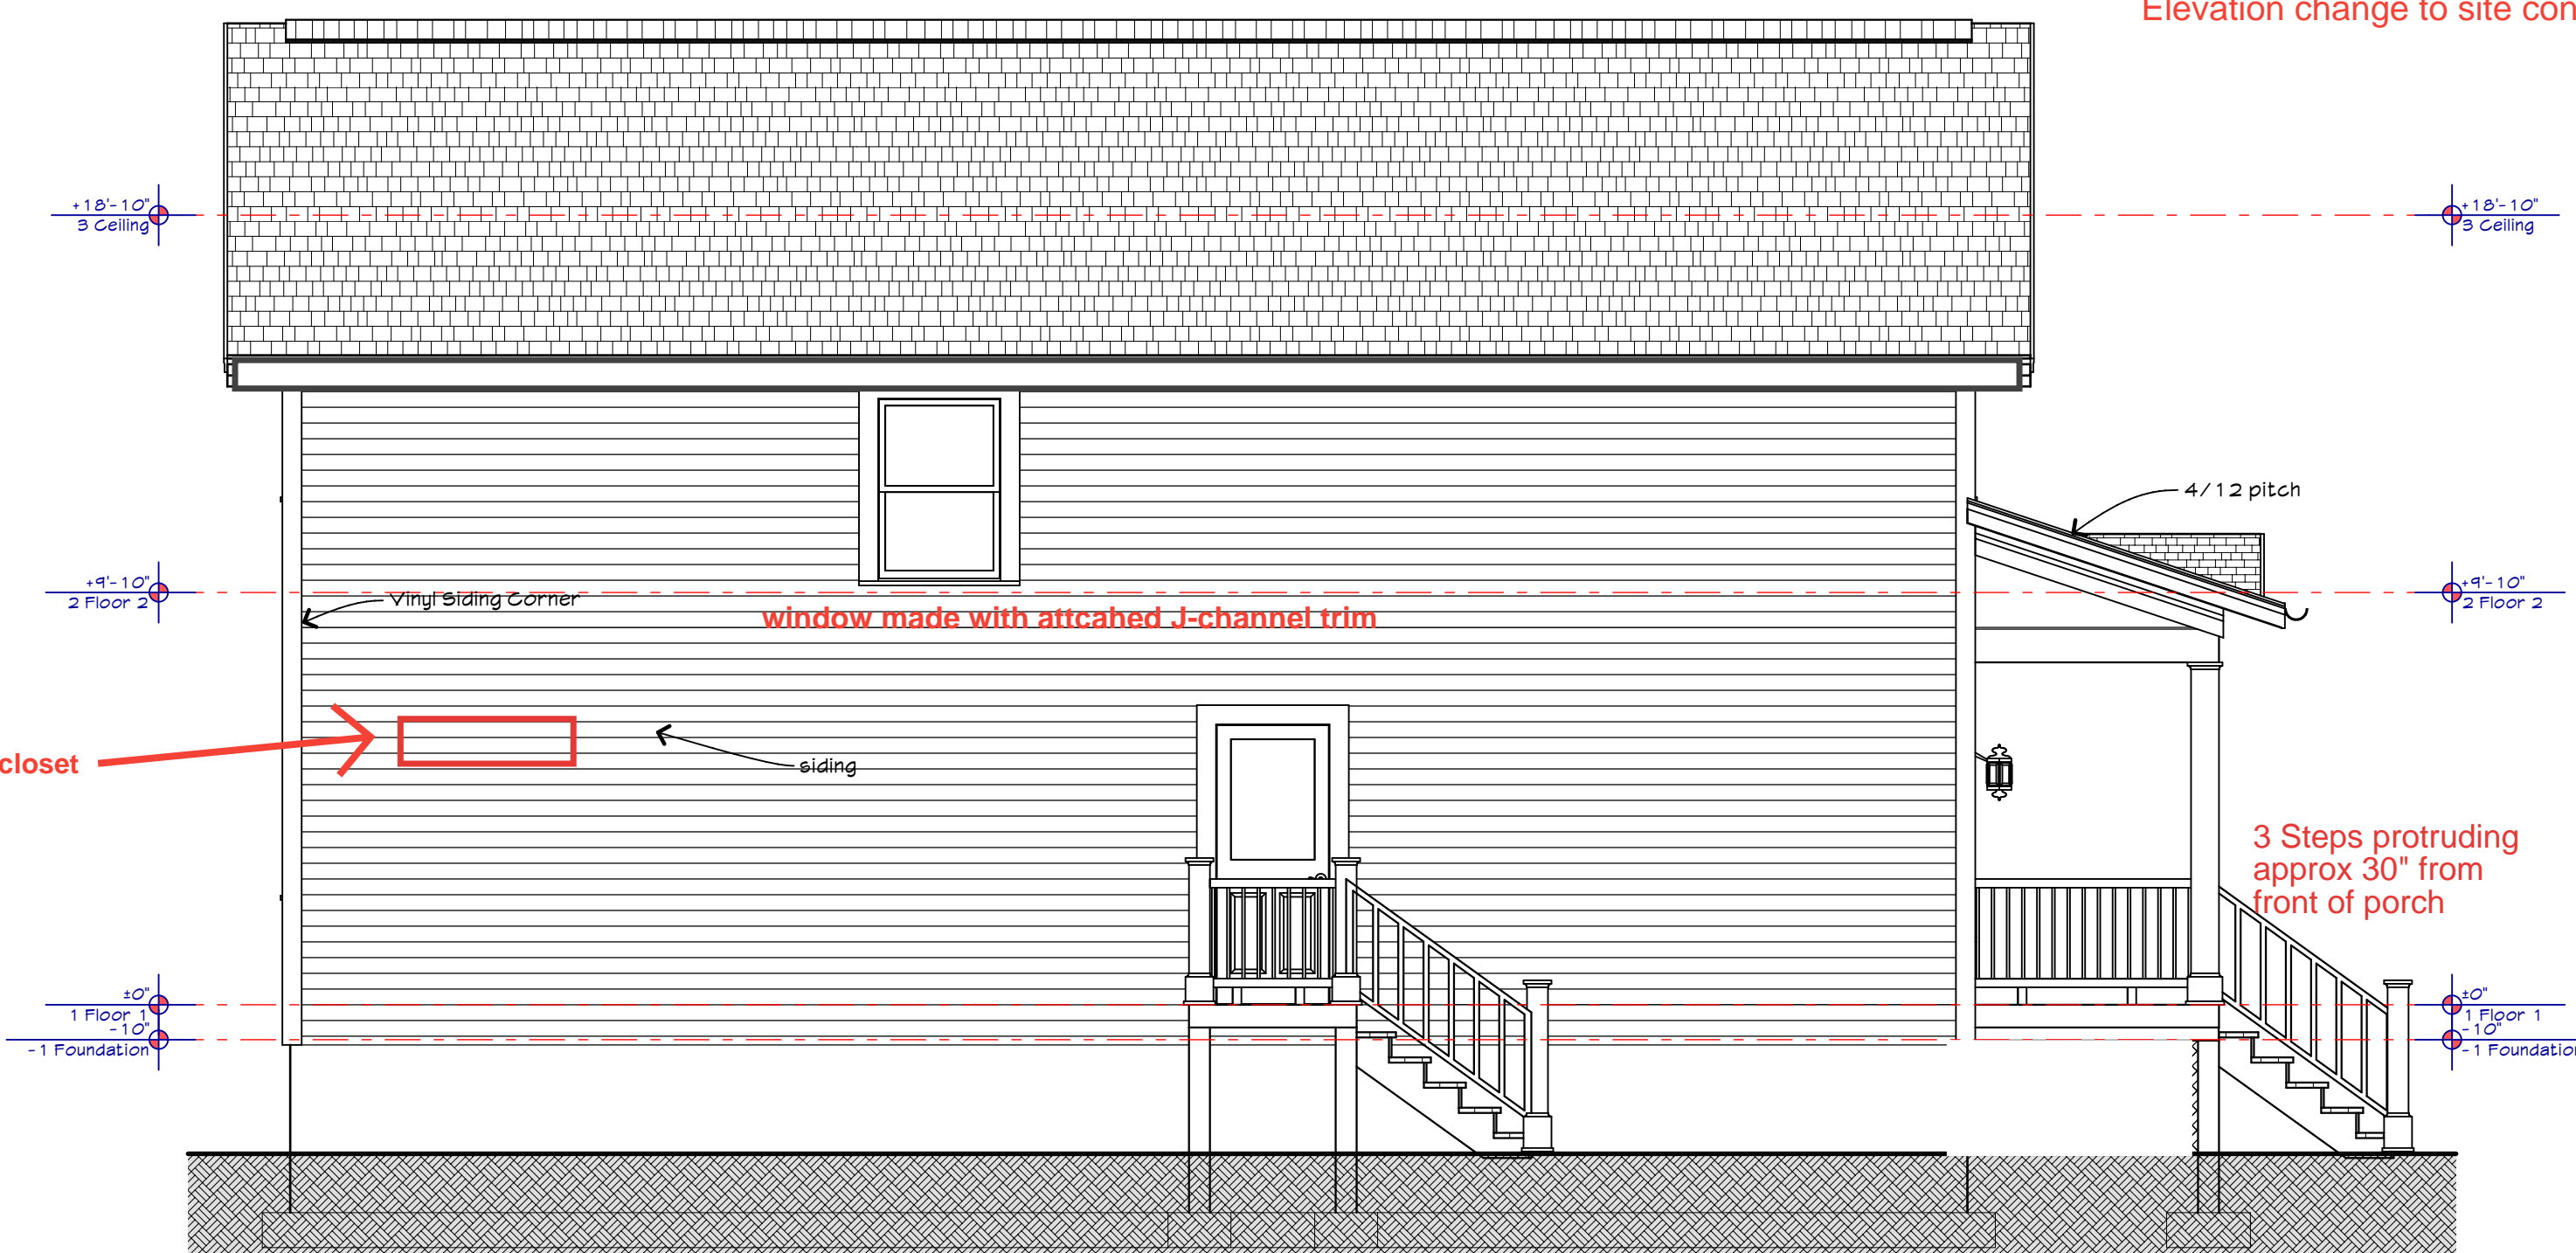 Elevation change to site con
+18'-10"
3 Ceiling
+18'-10"
3 Ceiling
4/12 pitch
+9'-10"
2 Floor 2
Vinyl Siding Corner
window made with attcahed J-channel trim
+9'-10"
2 Floor 2
closet
siding
3 Steps protruding
approx 30" from
front of porch
±0"
1 Floor 1
-10"
-1 Foundation
±0"
1 Floor 1
-10"
-1 Foundation